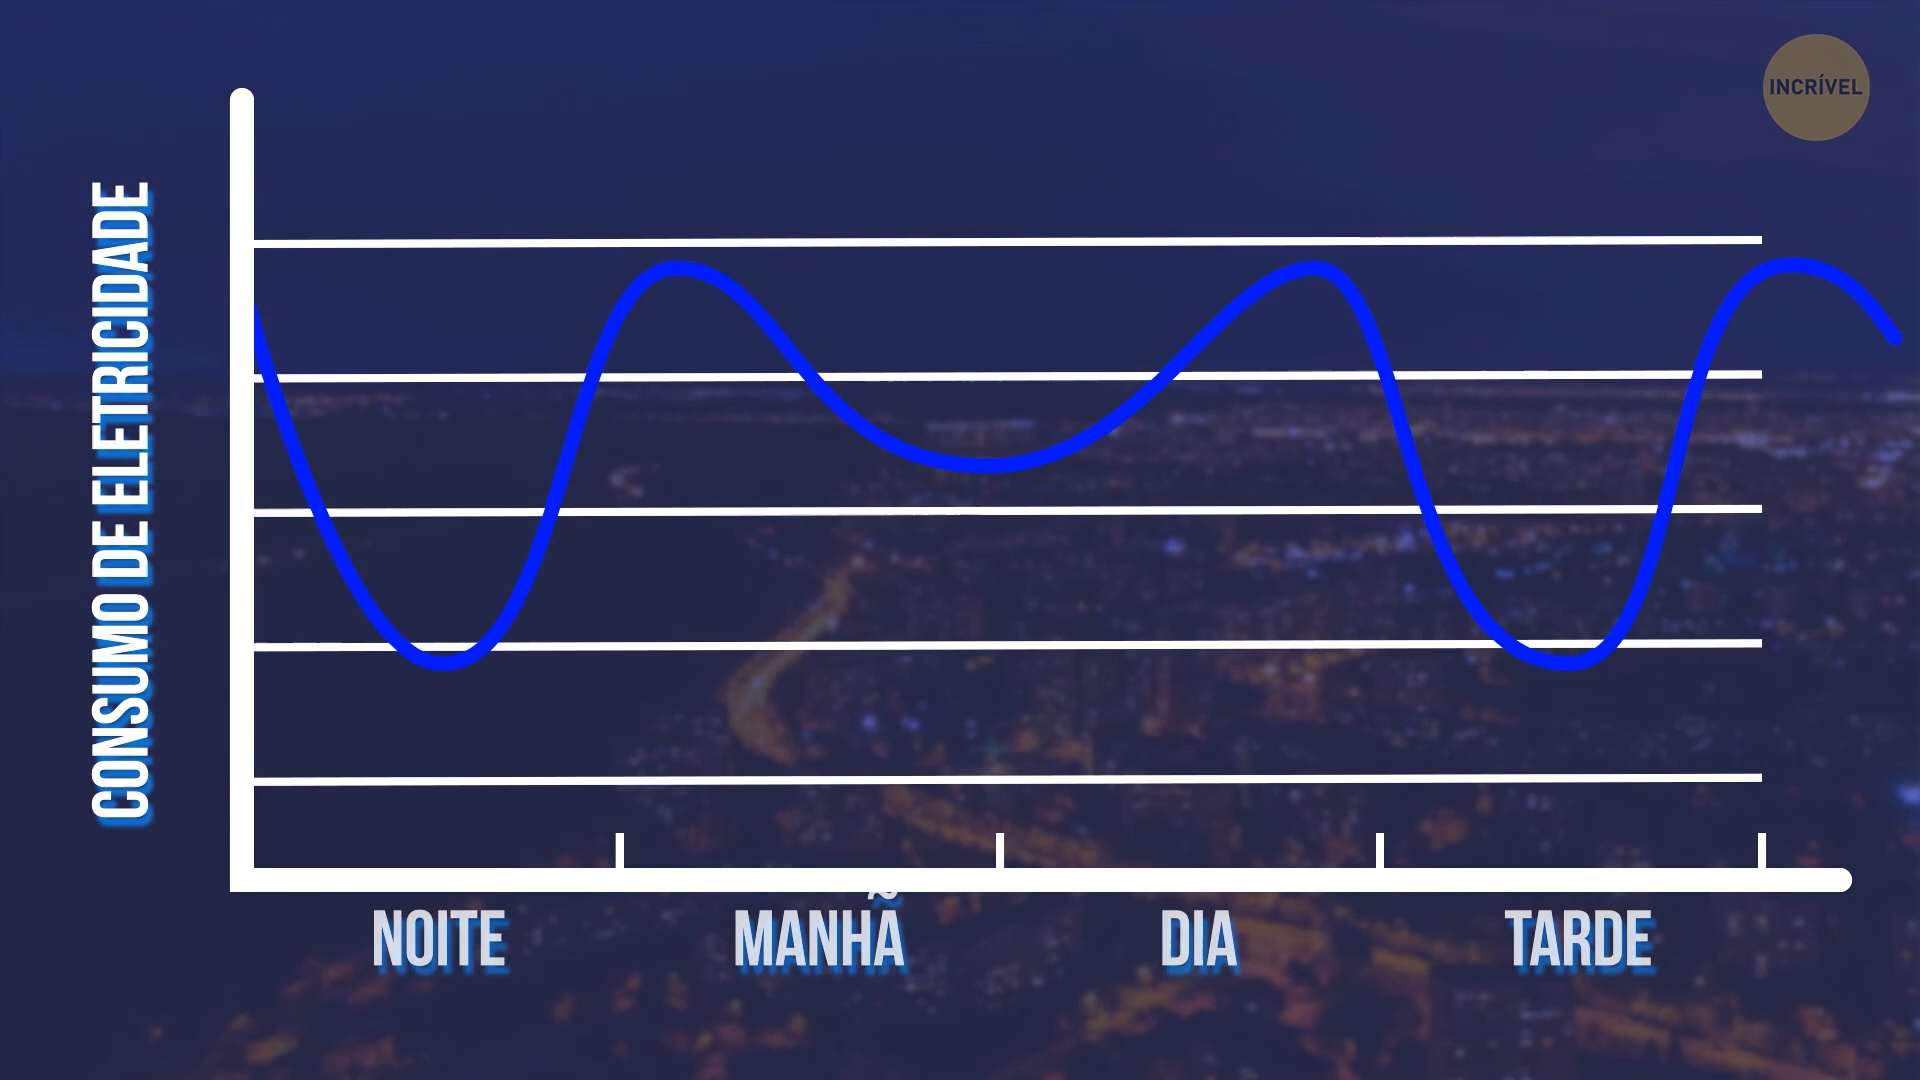 INCRÍVEL
CONSUMO DE ELETRICIDADE
NOITE
MANHÃ
DIA
TARDE